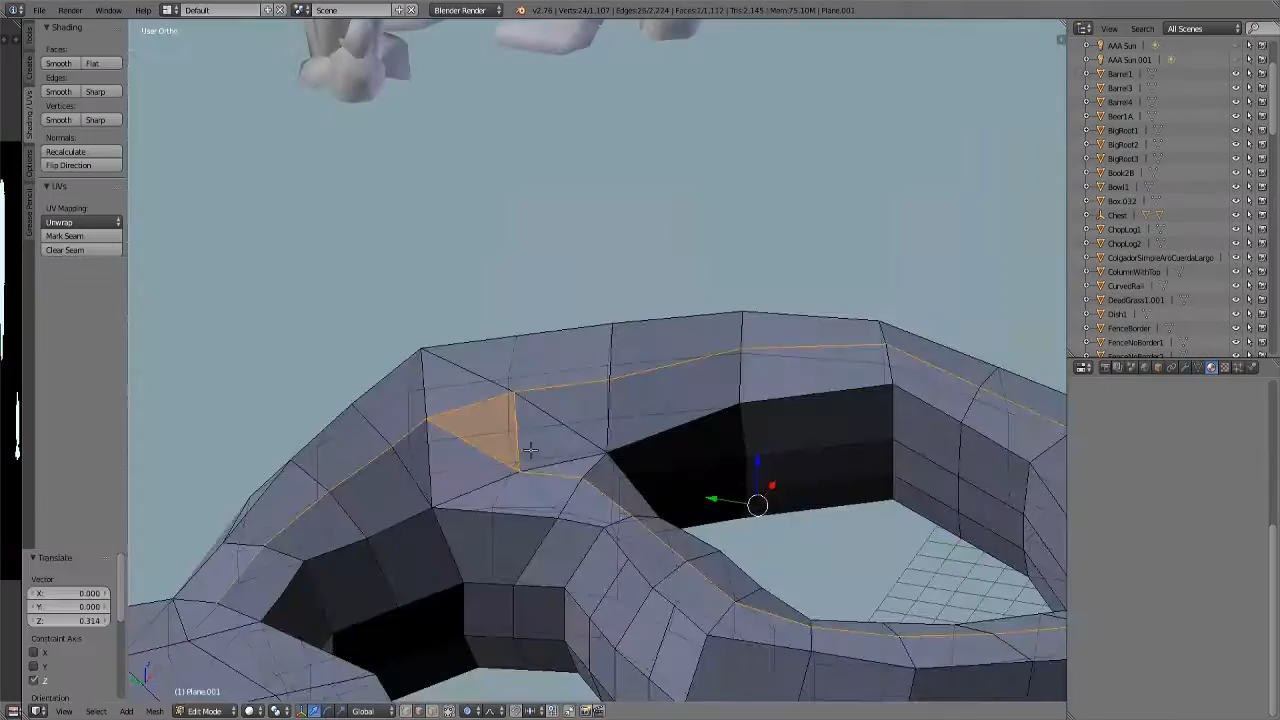 File Render Window Help Default Scene Blender Render v2.76 | Verts:24/1,107 | Edges:26/2,224 | Faces:2/1,112 | Tris:2,145 | Mem:75.10M | Plane.001
Shading
Faces:
Smooth Flat
Edges:
Smooth Sharp
Vertices:
Smooth Sharp
Normals:
Recalculate
Flip Direction
UVs
UV Mapping:
Unwrap
Mark Seam
Clear Seam
Tools
Create
Shading / UVs
Options
Grease Pencil
Translate
Vector
X: 0.000
Y: 0.000
Z: 0.314
Constraint Axis
X
Y
Z
Orientation
User Ortho
(1) Plane.001
View Select Add Mesh Edit Mode Global
View Search All Scenes
AAA Sun
AAA Sun.001
Barrel1
Barrel3
Barrel4
Beer1A
BigRoot1
BigRoot2
BigRoot3
Book2B
Bowl1
Box.032
Chest
ChopLog1
ChopLog2
ColgadorSimpleAroCuerdaLargo
ColumnWithTop
CurvedRail
DeadGrass1.001
Dish1
FenceBorder
FenceNoBorder1